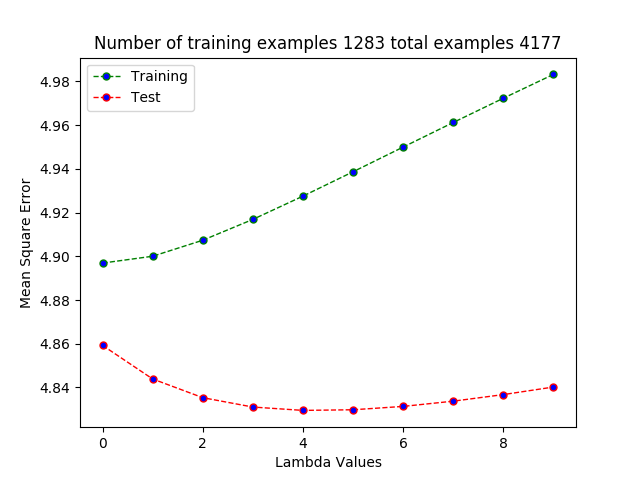 Number of training examples 1283 total examples 4177
Training
Test
4.98
4.96
4.94
4.92
4.90
4.88
4.86
4.84
Mean Square Error
0 2 4 6 8
Lambda Values